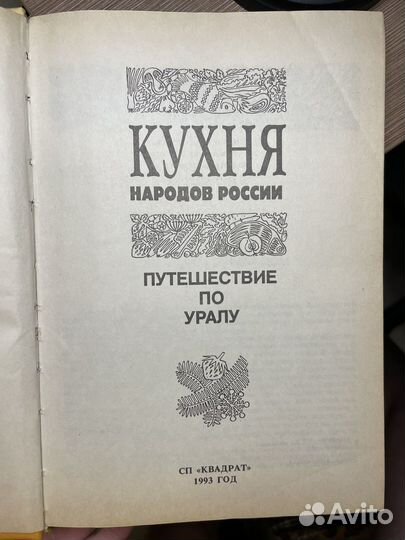 КУХНЯ
НАРОДОВ РОССИИ
ПУТЕШЕСТВИЕ
ПО
УРАЛУ
СП «КВАДРАТ»
1993 ГОД
Avito